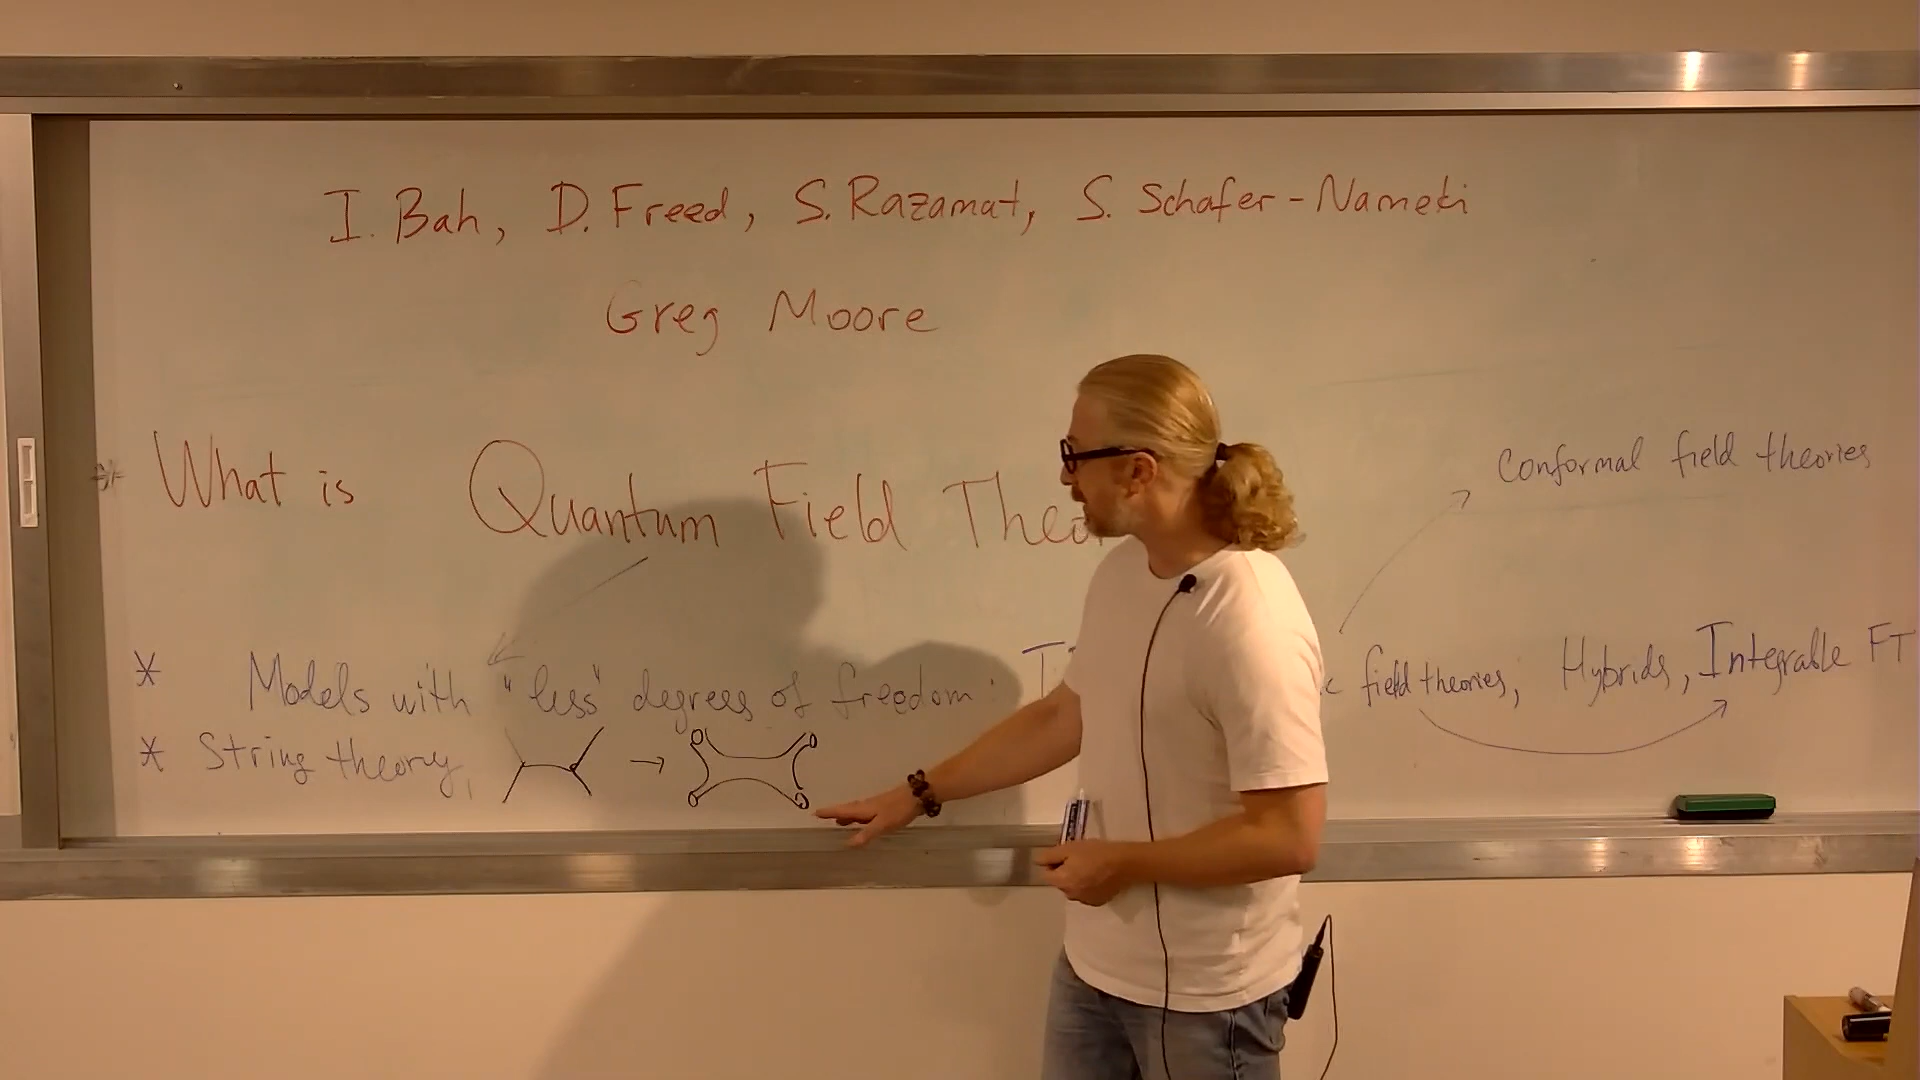 I. Bah, D. Freed, S. Razamat, S. Schafer-Nameki
Greg Moore
* What is Quantum Field
Conformal field theories
* Models with "less" degrees of freedom. field theories, Hybrids, Integrable FT
* String theory,